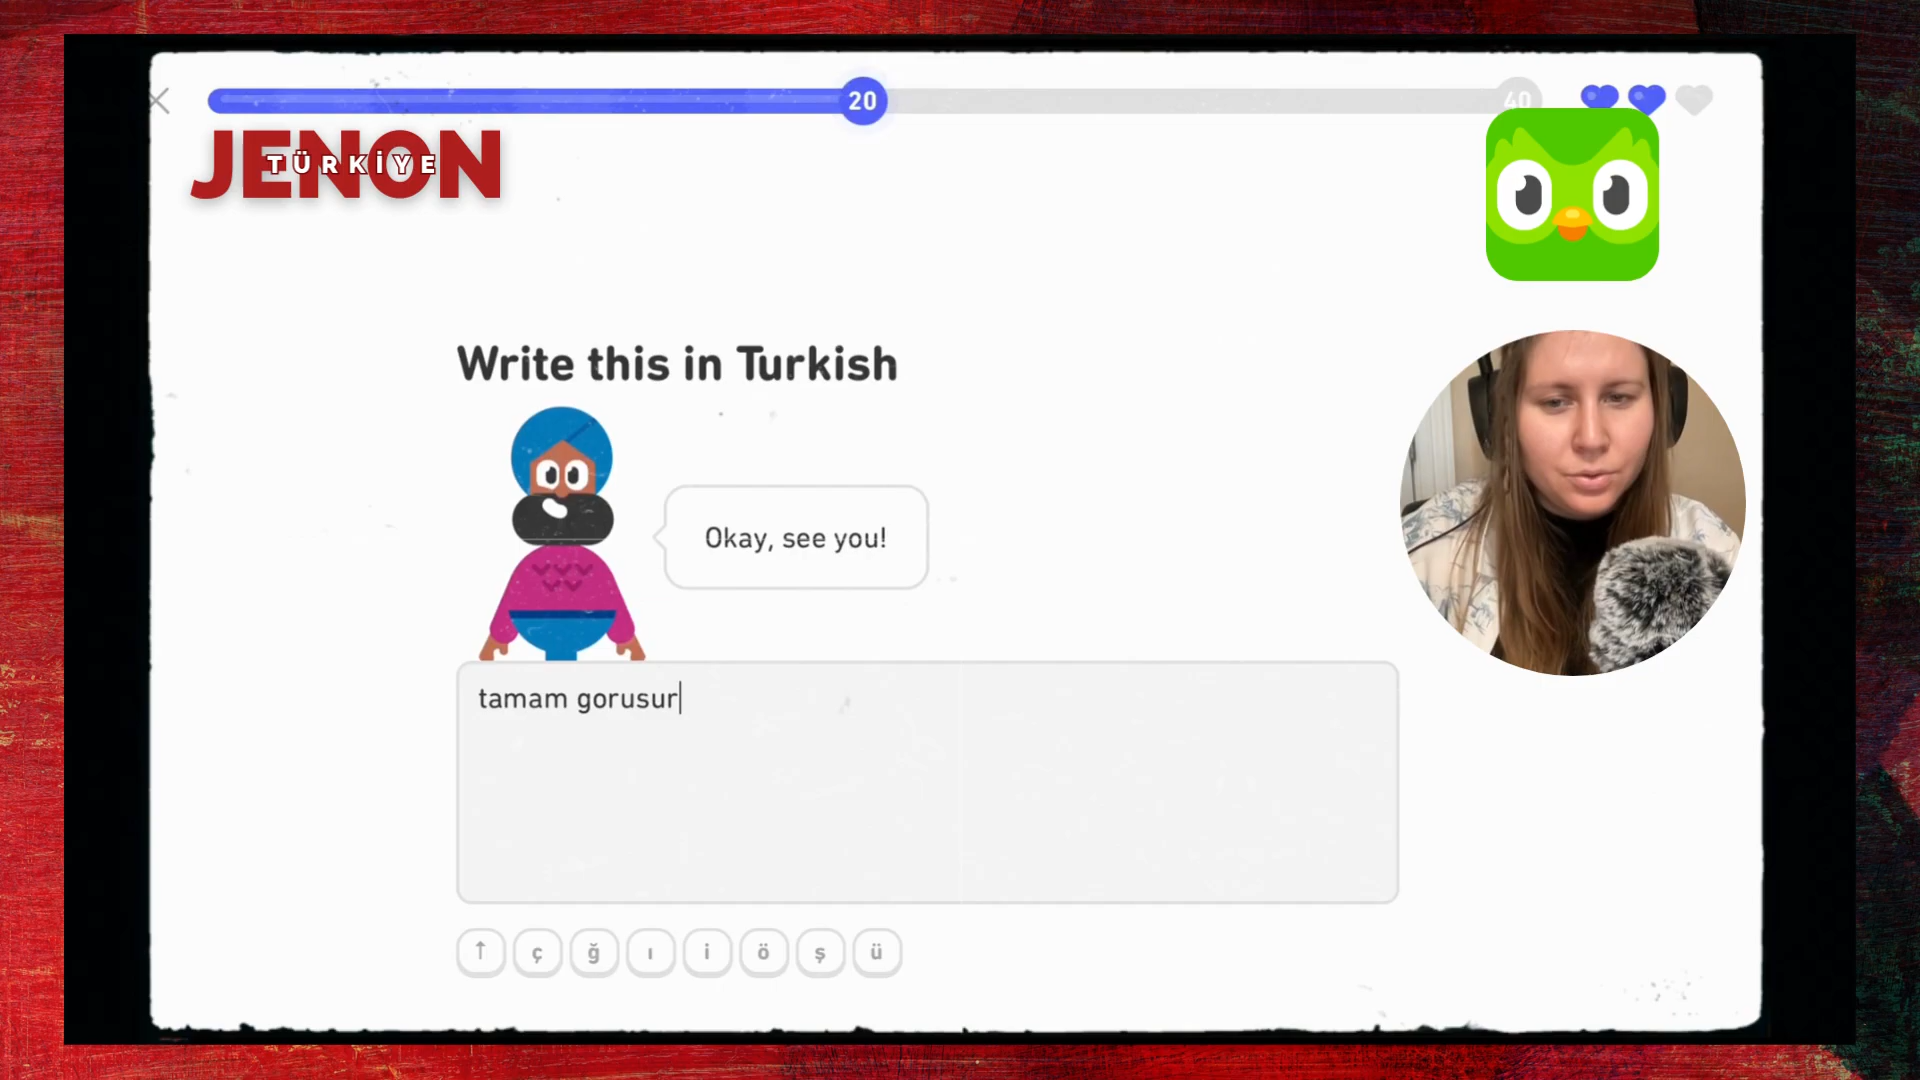 20
40
JENON
TÜRKİYE
Write this in Turkish
Okay, see you!
tamam gorusur
↑ ç ğ ı i ö ş ü